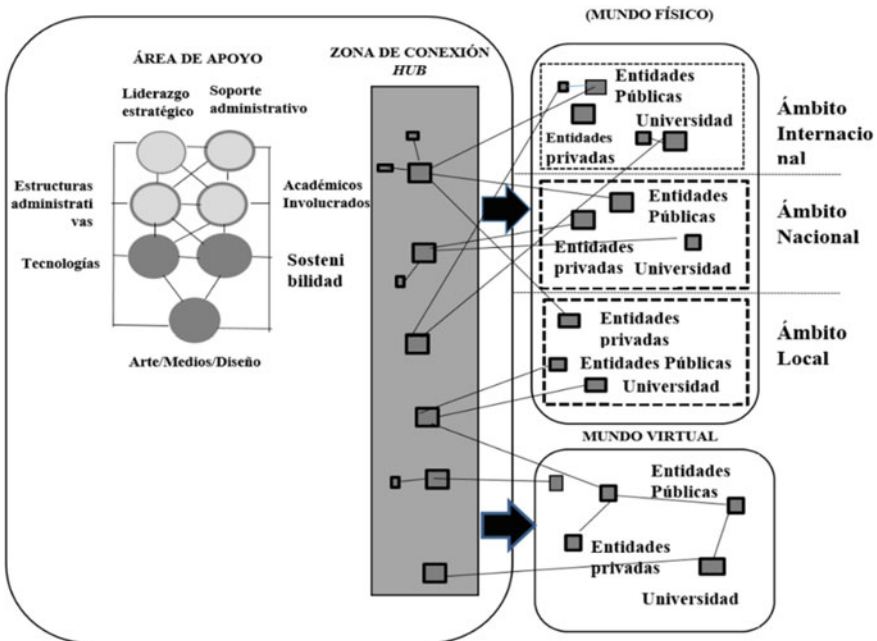 ÁREA DE APOYO
Liderazgo
estratégico
Soporte
administrativo
Estructuras
administrati
vas
Académicos
Involucrados
Tecnologías
Sosteni
bilidad
Arte/Medios/Diseño
ZONA DE CONEXIÓN
HUB
(MUNDO FÍSICO)
Entidades
Públicas
Universidad
Entidades
privadas
Ámbito
Internacio
nal
Entidades
Públicas
Entidades
privadas
Universidad
Ámbito
Nacional
Entidades
privadas
Entidades Públicas
Universidad
Ámbito
Local
MUNDO VIRTUAL
Entidades
Públicas
Entidades
privadas
Universidad